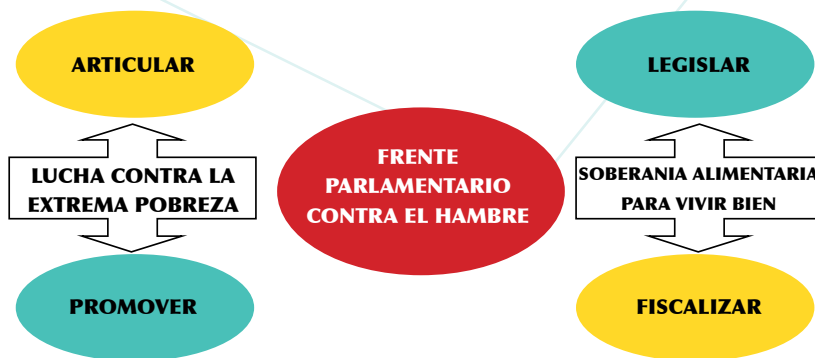 ARTICULAR
LUCHA CONTRA LA
EXTREMA POBREZA
PROMOVER
FRENTE
PARLAMENTARIO
CONTRA EL HAMBRE
LEGISLAR
SOBERANIA ALIMENTARIA
PARA VIVIR BIEN
FISCALIZAR